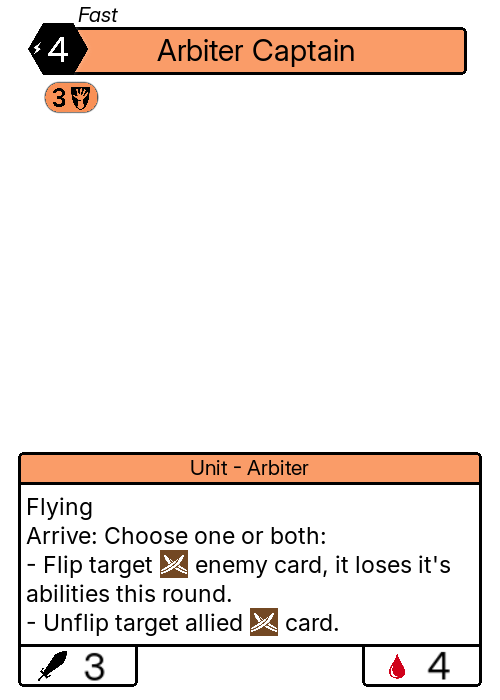 Fast
4
Arbiter Captain
3
Unit - Arbiter
Flying
Arrive: Choose one or both:
- Flip target enemy card, it loses it's
abilities this round.
- Unflip target allied card.
3
4